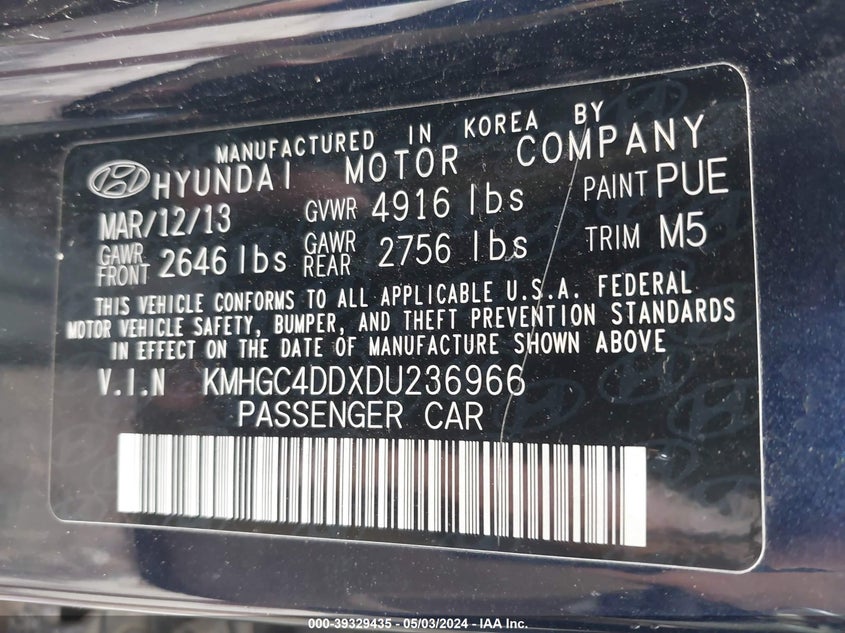 MANUFACTURED IN KOREA BY
HYUNDAI MOTOR COMPANY
MAR/12/13 GVWR 4916 lbs PAINT PUE
GAWR FRONT 2646 lbs GAWR REAR 2756 lbs TRIM M5
THIS VEHICLE CONFORMS TO ALL APPLICABLE U.S.A. FEDERAL
MOTOR VEHICLE SAFETY, BUMPER, AND THEFT PREVENTION STANDARDS
IN EFFECT ON THE DATE OF MANUFACTURE SHOWN ABOVE
V.I.N KMHGC4DDXDU236966
PASSENGER CAR
000-39329435 - 05/03/2024 - IAA Inc.